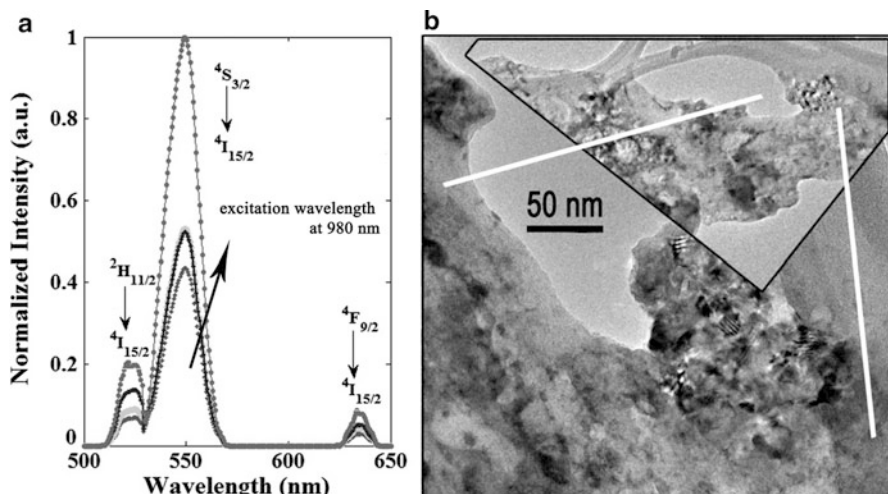 a
Normalized Intensity (a.u.)
1
0.8
0.6
0.4
0.2
0
⁴S₃/₂
⁴I₁₅/₂
excitation wavelength
at 980 nm
²H₁₁/₂
⁴I₁₅/₂
⁴F₉/₂
⁴I₁₅/₂
500 550 600 650
Wavelength (nm)
b
50 nm